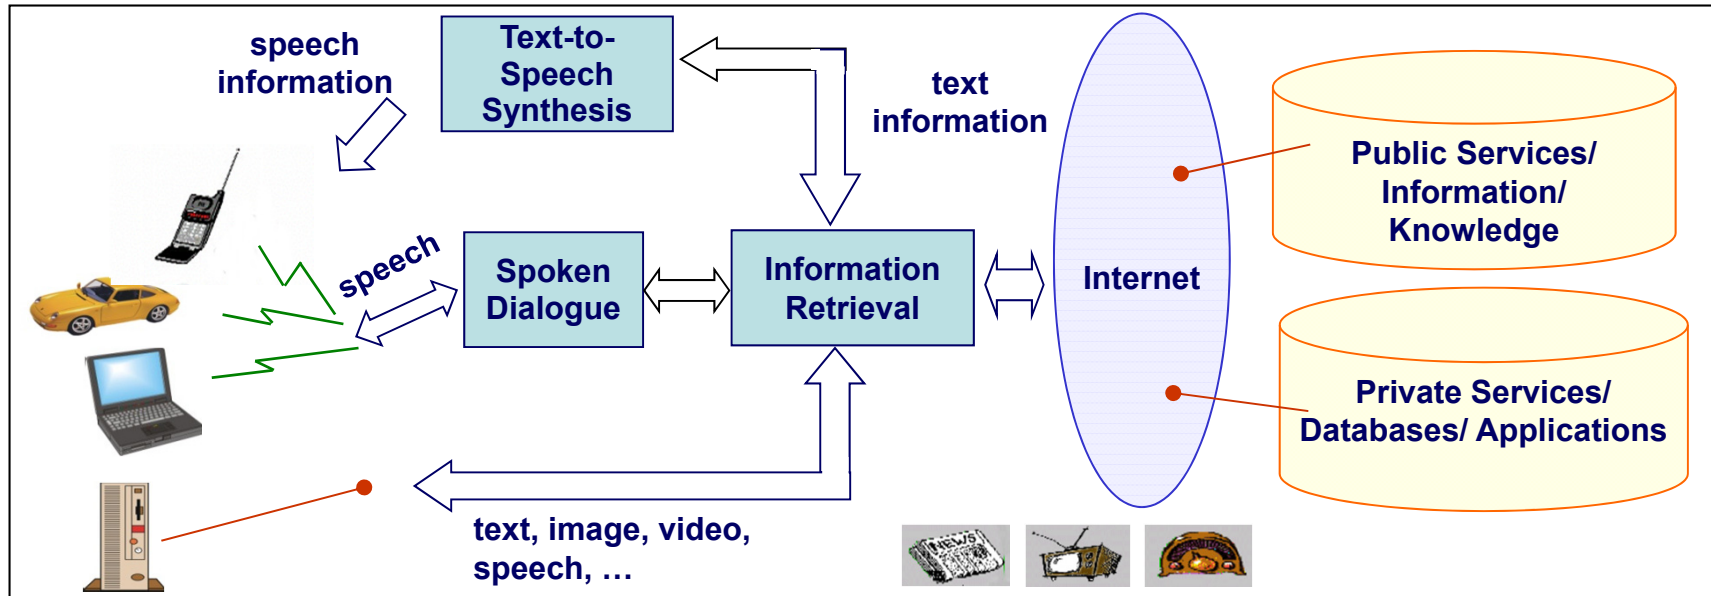 speech
information
Text-to-
Speech
Synthesis
text
information
Public Services/
Information/
Knowledge
speech
Spoken
Dialogue
Information
Retrieval
Internet
Private Services/
Databases/ Applications
text, image, video,
speech, …
NEWS